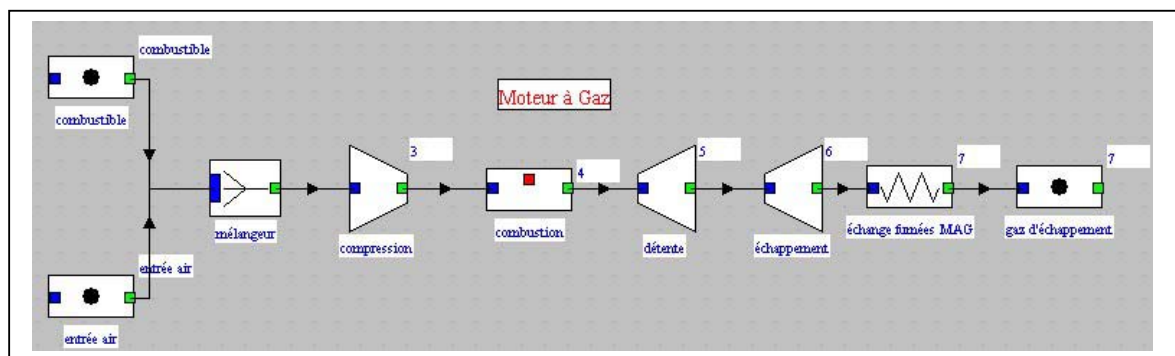 combustible
combustible
Moteur à Gaz
3
4
5
6
7
7
mélangeur
compression
combustion
détente
échappement
échange fumées MAG
gaz d'échappement
entrée air
entrée air